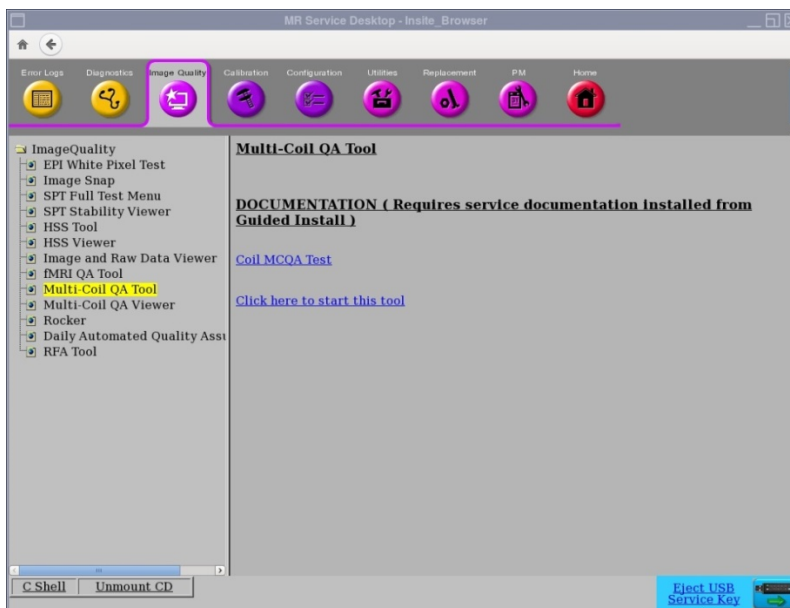 MR Service Desktop - Insite_Browser
Error Logs
Diagnostics
Image Quality
Calibration
Configuration
Utilities
Replacement
PM
Home
ImageQuality
EPI White Pixel Test
Image Snap
SPT Full Test Menu
SPT Stability Viewer
HSS Tool
HSS Viewer
Image and Raw Data Viewer
fMRI QA Tool
Multi-Coil QA Tool
Multi-Coil QA Viewer
Rocker
Daily Automated Quality Assu
RFA Tool
Multi-Coil QA Tool
DOCUMENTATION ( Requires service documentation installed from
Guided Install )
Coil MCQA Test
Click here to start this tool
C Shell
Unmount CD
Eject USB
Service Key